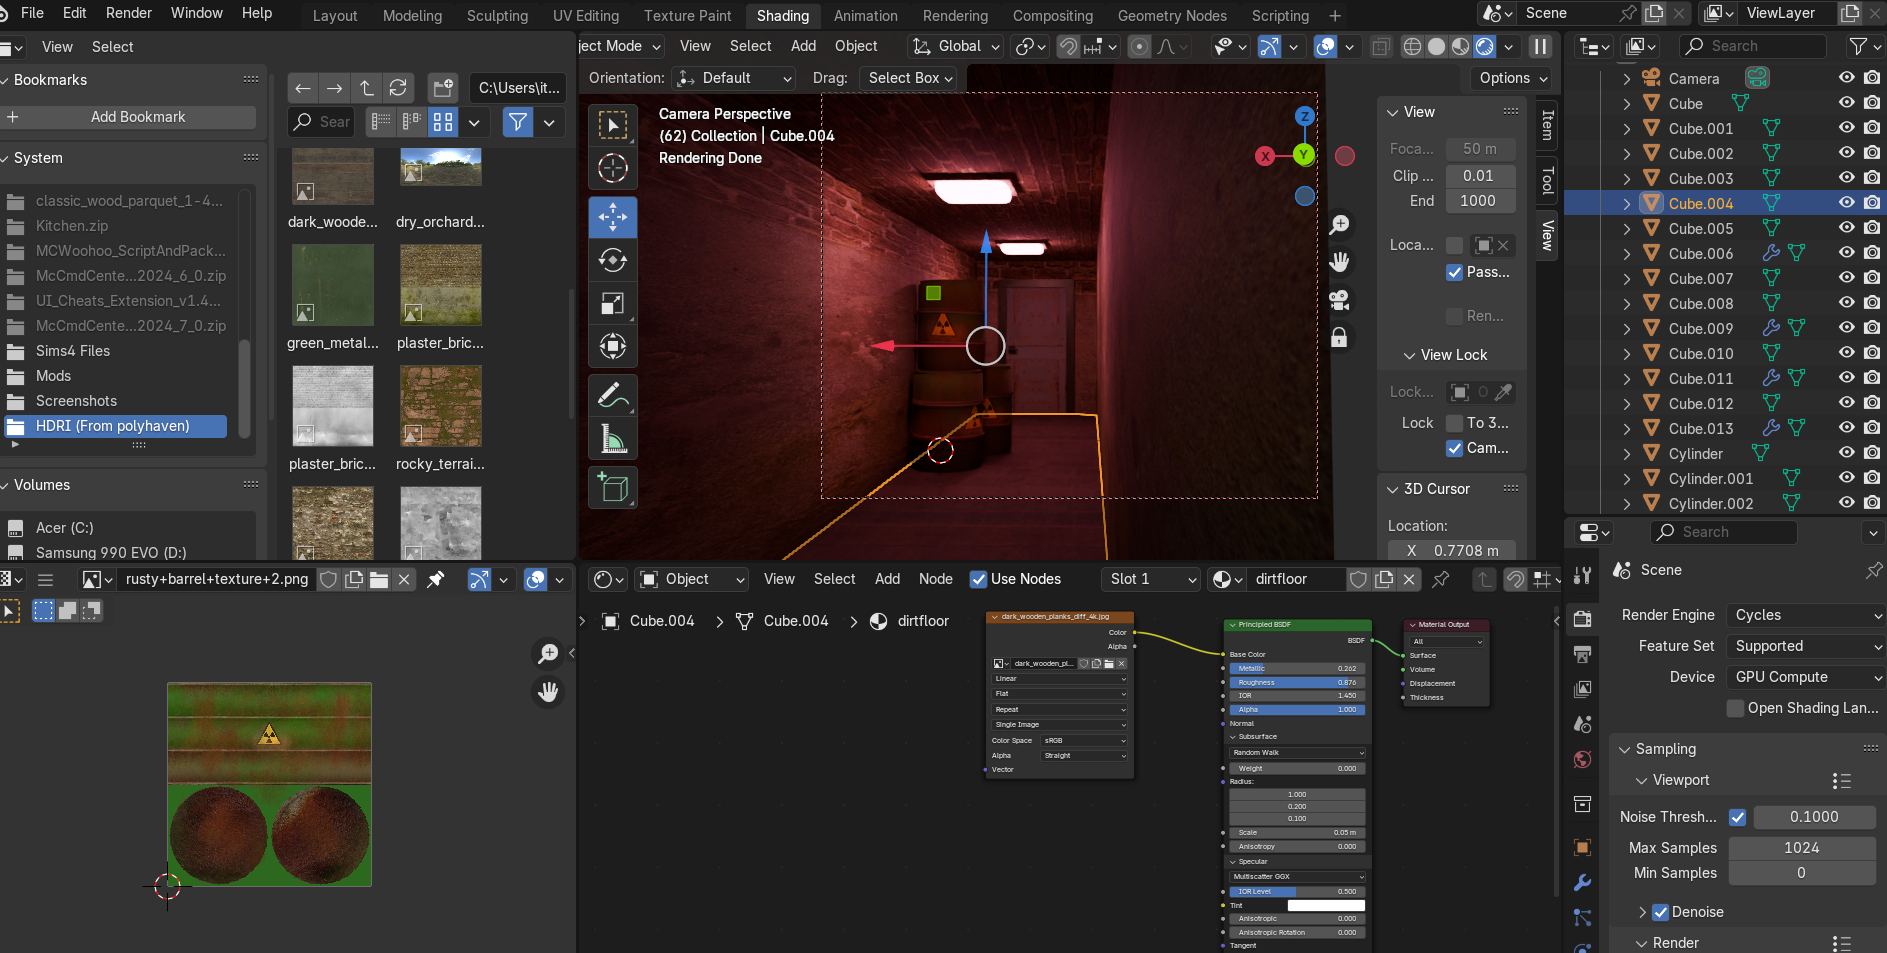 File Edit Render Window Help
Layout Modeling Sculpting UV Editing Texture Paint Shading Animation Rendering Compositing Geometry Nodes Scripting +
Scene ViewLayer
View Select
Bookmarks
Add Bookmark
System
classic_wood_parquet_1-4...
Kitchen.zip
MCWoohoo_ScriptAndPack...
McCmdCente...2024_6_0.zip
UI_Cheats_Extension_v1.4...
McCmdCente...2024_7_0.zip
Sims4 Files
Mods
Screenshots
HDRI (From polyhaven)
Volumes
Acer (C:)
Samsung 990 EVO (D:)
C:\Users\it...
Sear
dark_woode... dry_orchard...
green_metal... plaster_bric...
plaster_bric... rocky_terrai...
ject Mode View Select Add Object Global
Orientation: Default Drag: Select Box Options
Camera Perspective
(62) Collection | Cube.004
Rendering Done
Z
X Y
View
Foca... 50 m
Clip ... 0.01
End 1000
Loca...
Pass...
Ren...
View Lock
Lock... O
Lock To 3...
Cam...
3D Cursor
Location:
X 0.7708 m
Item
Tool
View
Search
Camera
Cube
Cube.001
Cube.002
Cube.003
Cube.004
Cube.005
Cube.006
Cube.007
Cube.008
Cube.009
Cube.010
Cube.011
Cube.012
Cube.013
Cylinder
Cylinder.001
Cylinder.002
Search
Scene
Render Engine Cycles
Feature Set Supported
Device GPU Compute
Open Shading Lan...
Sampling
Viewport
Noise Thresh... 0.1000
Max Samples 1024
Min Samples 0
Denoise
Render
rusty+barrel+texture+2.png
Object View Select Add Node Use Nodes Slot 1 dirtfloor
Cube.004 Cube.004 dirtfloor
dark_wooden_planks_diff_4k.jpg
Color
Alpha
dark_wooden_pl...
Linear
Flat
Repeat
Single Image
Color Space sRGB
Alpha Straight
Vector
Principled BSDF
BSDF
Base Color
Metallic 0.262
Roughness 0.876
IOR 1.450
Alpha 1.000
Normal
Subsurface
Random Walk
Weight 0.000
Radius:
1.000
0.200
0.100
Scale 0.05 m
Anisotropy 0.000
Specular
Multiscatter GGX
IOR Level 0.500
Tint
Anisotropic 0.000
Anisotropic Rotation 0.000
Tangent
Material Output
All
Surface
Volume
Displacement
Thickness